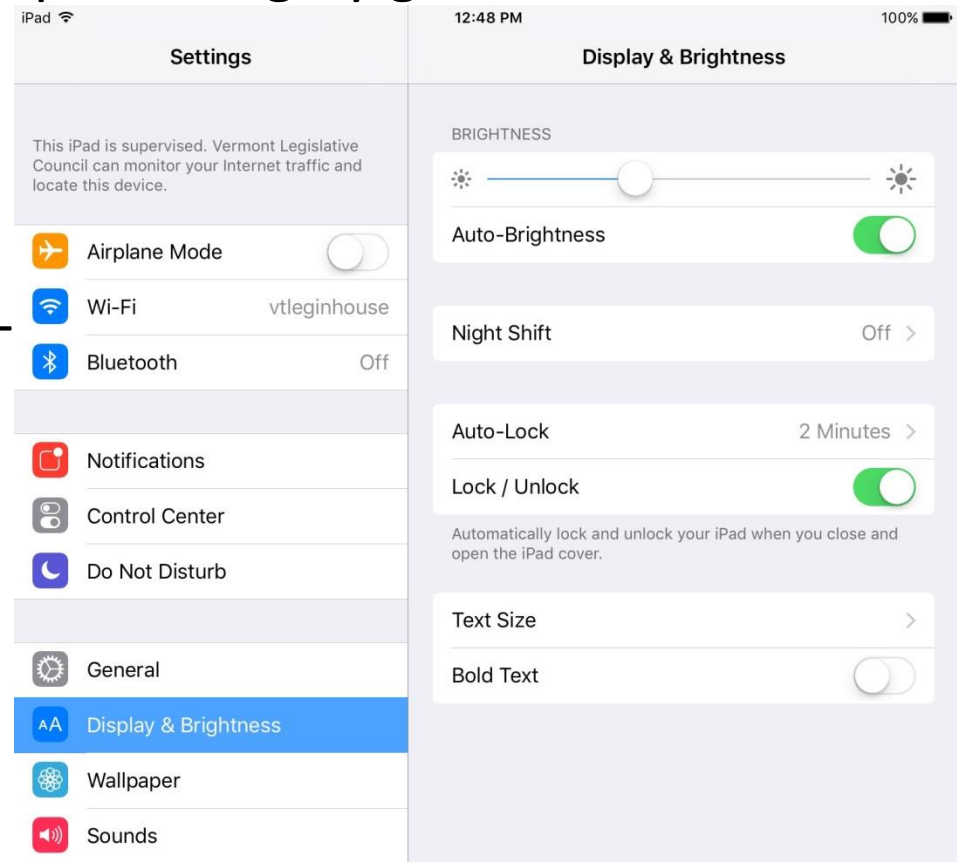 iPad
12:48 PM
100%
Settings
Display & Brightness
This iPad is supervised. Vermont Legislative
Council can monitor your Internet traffic and
locate this device.
Airplane Mode
Wi-Fi
vtleginhouse
Bluetooth
Off
Notifications
Control Center
Do Not Disturb
General
AA
Display & Brightness
Wallpaper
Sounds
BRIGHTNESS
Auto-Brightness
Night Shift
Off
Auto-Lock
2 Minutes
Lock / Unlock
Automatically lock and unlock your iPad when you close and
open the iPad cover.
Text Size
Bold Text